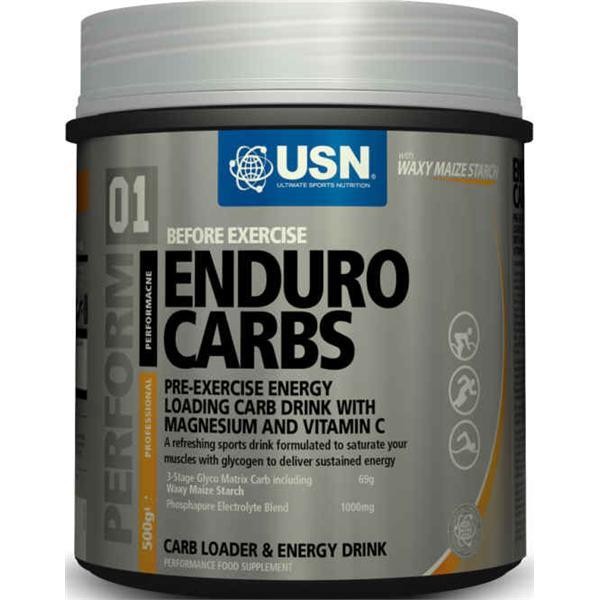 USN®
ULTIMATE SPORTS NUTRITION
with
WAXY MAIZE STARCH
PERFORM 01
PROFESSIONAL PERFORMACNE
500g
BEFORE EXERCISE
ENDURO
CARBS
PRE-EXERCISE ENERGY
LOADING CARB DRINK WITH
MAGNESIUM AND VITAMIN C
A refreshing sports drink formulated to saturate your
muscles with glycogen to deliver sustained energy
3-Stage Glyco Matrix Carb including 69g
Waxy Maize Starch
Phosphapure Electrolyte Blend 1000mg
CARB LOADER & ENERGY DRINK
PERFORMANCE FOOD SUPPLEMENT